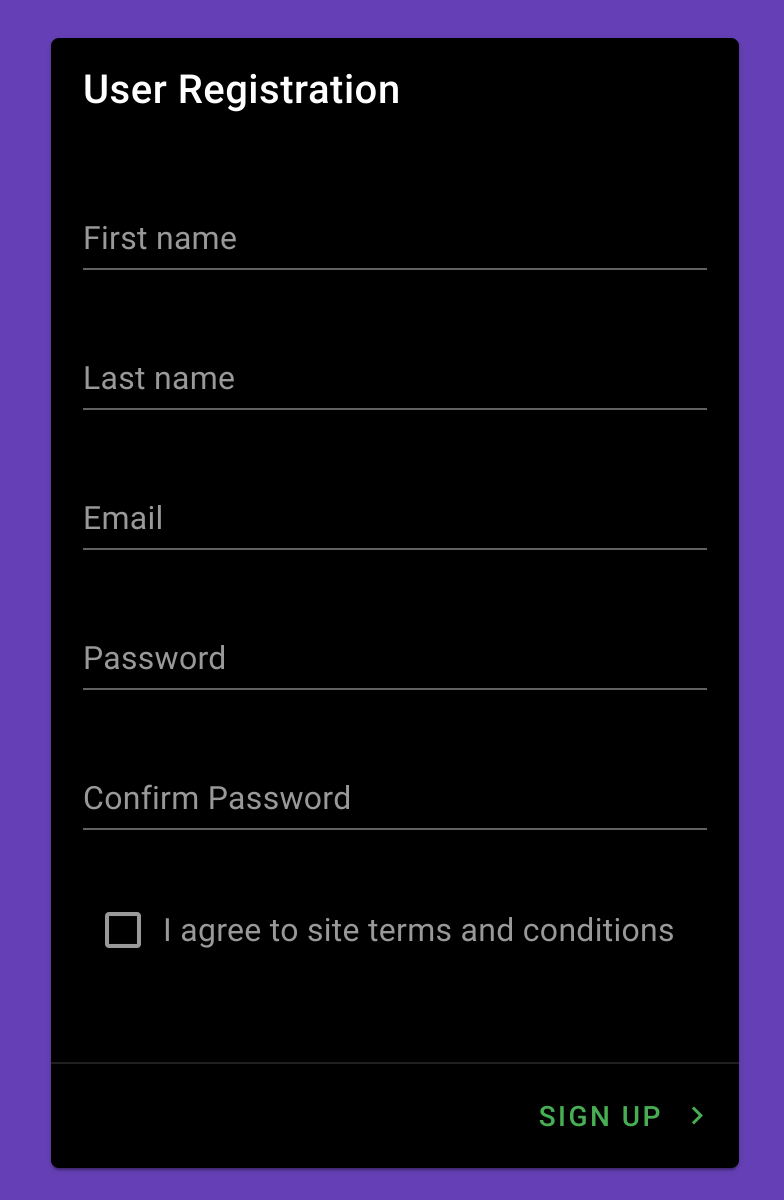 User Registration
First name
Last name
Email
Password
Confirm Password
I agree to site terms and conditions
SIGN UP